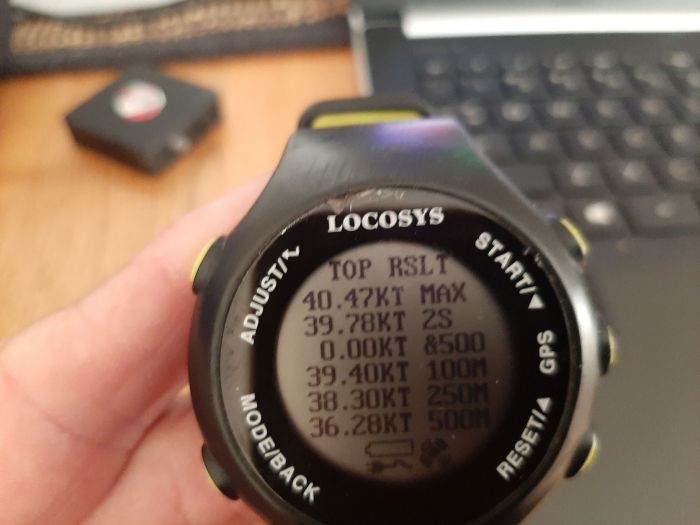 LOCOSYS
ADJUST/↖
START/◀
TOP RSLT
40.47KT MAX
39.78KT 2S
0.00KT &500
39.40KT 100M
38.30KT 250M
36.28KT 500M
GPS
MODE/BACK
RESET/▲